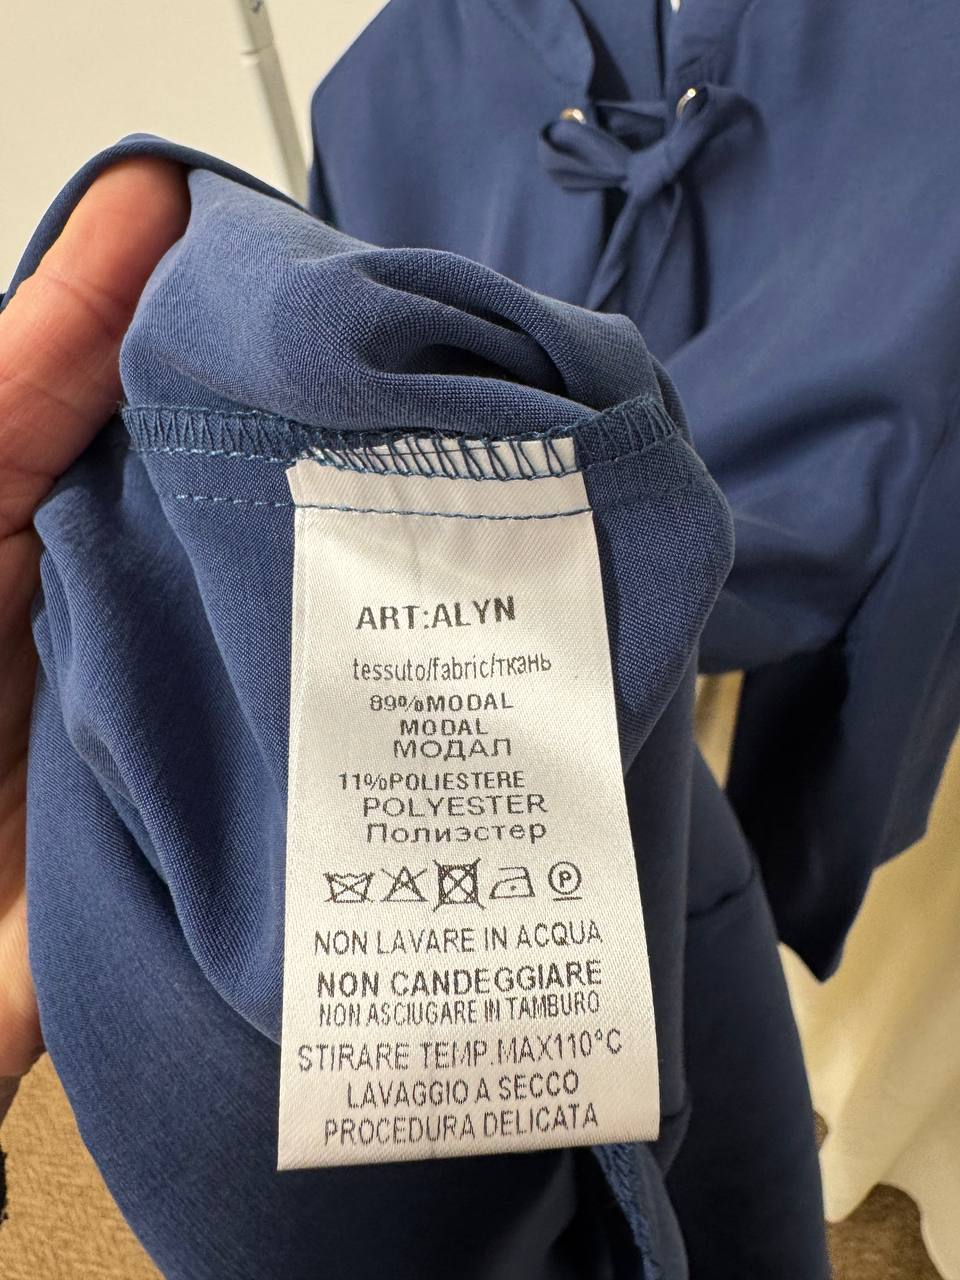 ART:ALYN
tessuto/fabric/ткань
89%MODAL
MODAL
МОДАЛ
11%POLIESTERE
POLYESTER
Полиэстер
P
NON LAVARE IN ACQUA
NON CANDEGGIARE
NON ASCIUGARE IN TAMBURO
STIRARE TEMP.MAX110°C
LAVAGGIO A SECCO
PROCEDURA DELICATA